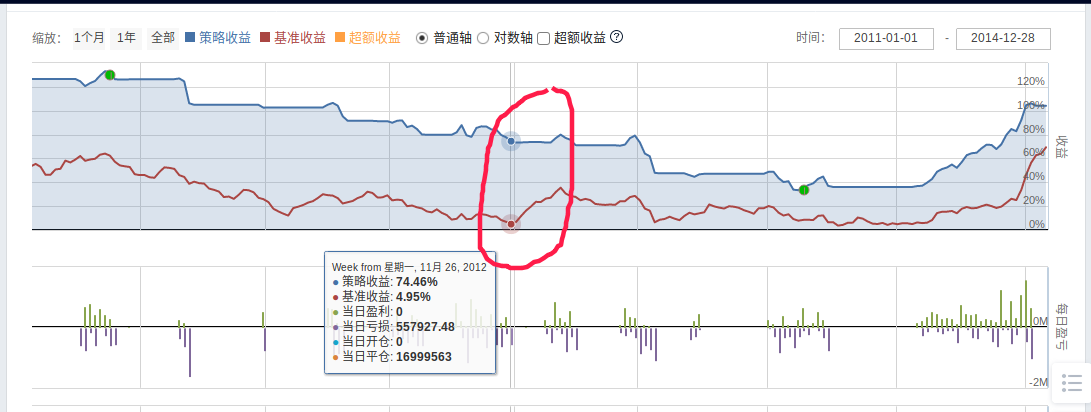 缩放: 1个月 1年 全部 策略收益 基准收益 超额收益 普通轴 对数轴 超额收益 ? 时间: 2011-01-01 - 2014-12-28
120%
100%
80%
60%
40%
20%
0%
收益
Week from 星期一, 11月 26, 2012
策略收益: 74.46%
基准收益: 4.95%
当日盈利: 0
当日亏损: 557927.48
当日开仓: 0
当日平仓: 16999563
0M
-2M
每日盈亏